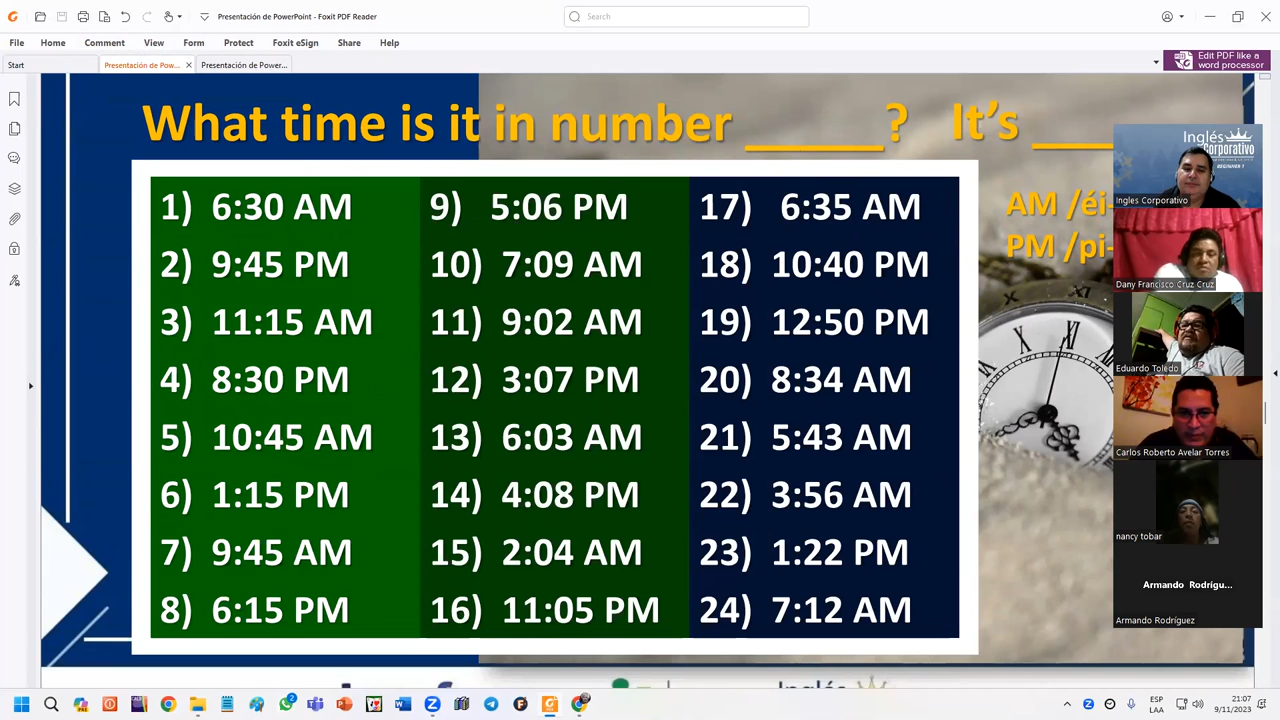 Presentación de PowerPoint - Foxit PDF Reader
Search
File Home Comment View Form Protect Foxit eSign Share Help
Start
Presentación de Pow...
Presentación de Power...
Edit PDF like a
word processor
What time is it in number ______? It's
1) 6:30 AM
2) 9:45 PM
3) 11:15 AM
4) 8:30 PM
5) 10:45 AM
6) 1:15 PM
7) 9:45 AM
8) 6:15 PM
9) 5:06 PM
10) 7:09 AM
11) 9:02 AM
12) 3:07 PM
13) 6:03 AM
14) 4:08 PM
15) 2:04 AM
16) 11:05 PM
17) 6:35 AM
18) 10:40 PM
19) 12:50 PM
20) 8:34 AM
21) 5:43 AM
22) 3:56 AM
23) 1:22 PM
24) 7:12 AM
AM /éi-
PM /pi-
Inglés
Corporativo
BEGINNER 1
Ingles Corporativo
Dany Francisco Cruz Cruz
Eduardo Toledo
Carlos Roberto Avelar Torres
nancy tobar
Armando Rodrígu...
Armando Rodríguez
Inglés
2
ESP
LAA
21:07
9/11/2023